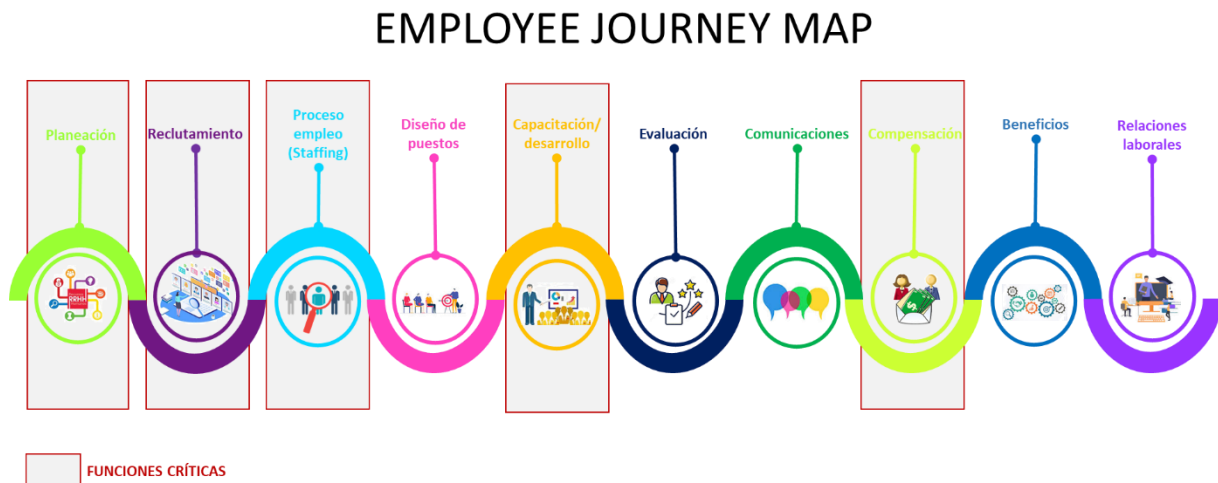 EMPLOYEE JOURNEY MAP
Planeación
Reclutamiento
Proceso
empleo
(Staffing)
Diseño de
puestos
Capacitación/
desarrollo
Evaluación
Comunicaciones
Compensación
Beneficios
Relaciones
laborales
FUNCIONES CRÍTICAS